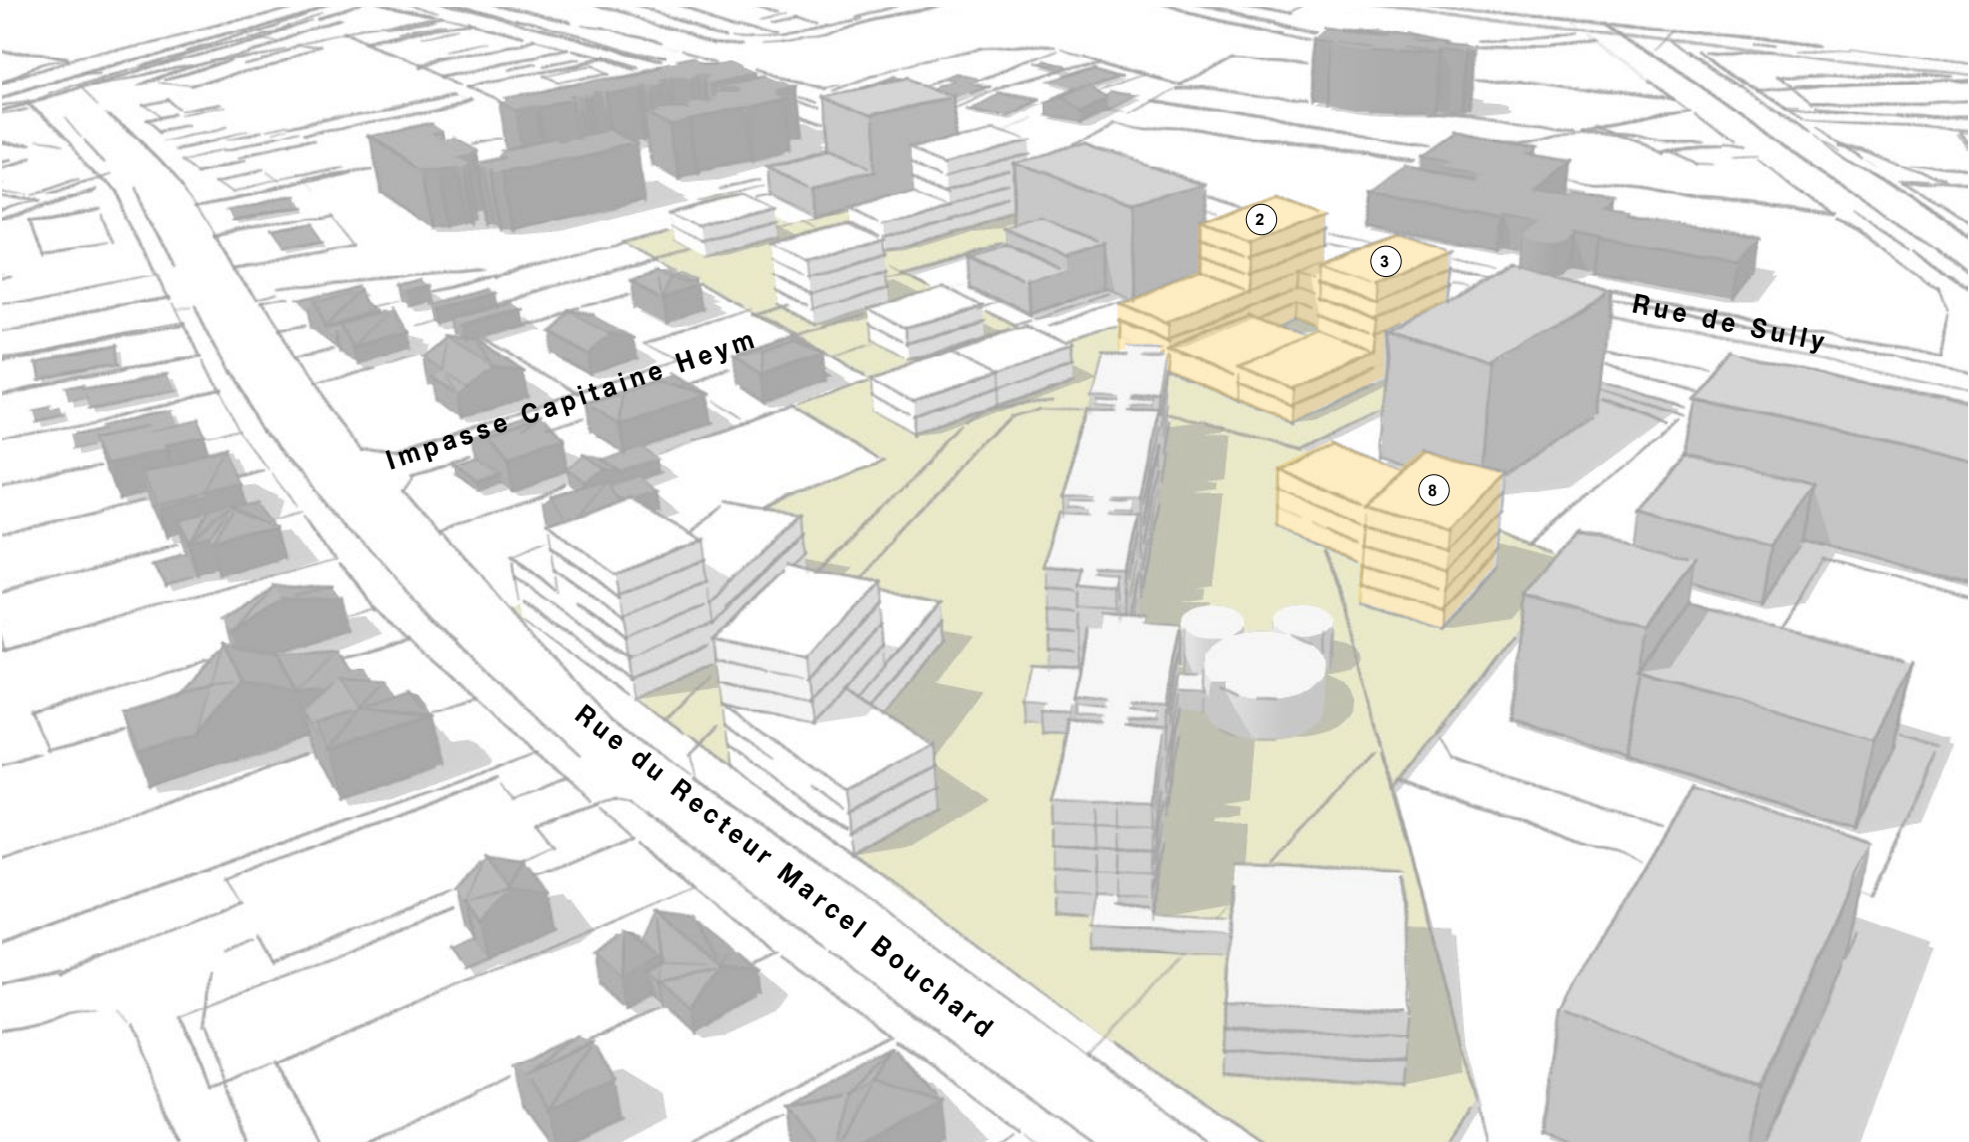 2
3
Rue de Sully
Impasse Capitaine Heym
8
Rue du Recteur Marcel Bouchard